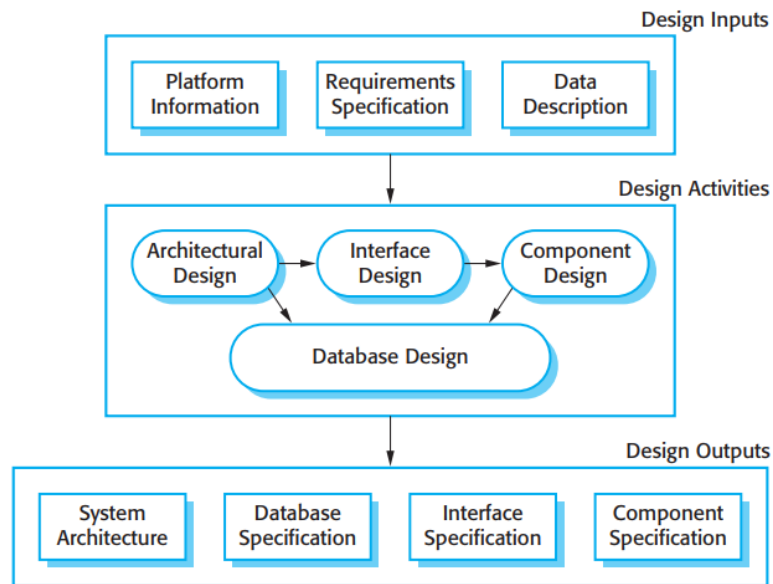 Design Inputs
Platform
Information
Requirements
Specification
Data
Description
Design Activities
Architectural
Design
Interface
Design
Component
Design
Database Design
Design Outputs
System
Architecture
Database
Specification
Interface
Specification
Component
Specification